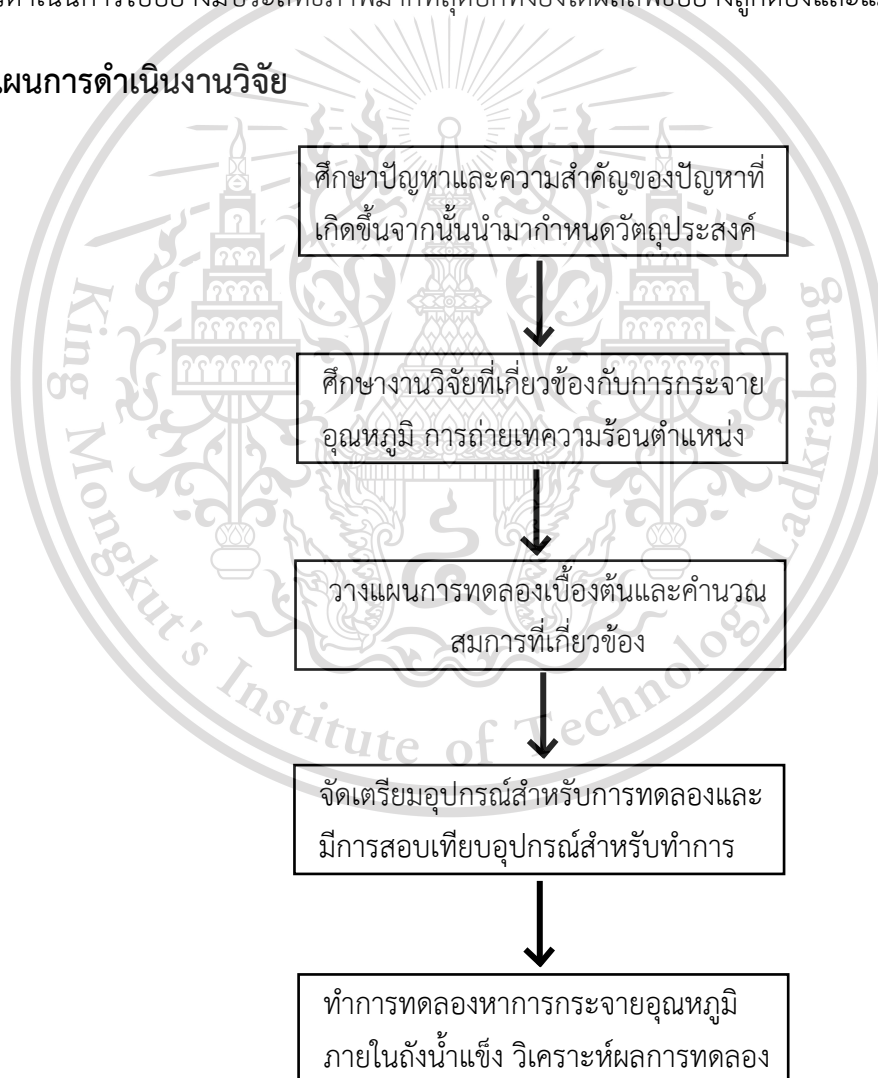 ผนการดำเนินงานวิจัย
ศึกษาปัญหาและความสำคัญของปัญหาที่
เกิดขึ้นจากนั้นนำมากำหนดวัตถุประสงค์
ศึกษางานวิจัยที่เกี่ยวข้องกับการกระจาย
อุณหภูมิ การถ่ายเทความร้อนตำแหน่ง
วางแผนการทดลองเบื้องต้นและคำนวณ
สมการที่เกี่ยวข้อง
จัดเตรียมอุปกรณ์สำหรับการทดลองและ
มีการสอบเทียบอุปกรณ์สำหรับทำการ
ทำการทดลองหาการกระจายอุณหภูมิ
ภายในถังน้ำแข็ง วิเคราะห์ผลการทดลอง
King Mongkut's Institute of Technology Ladkrabang